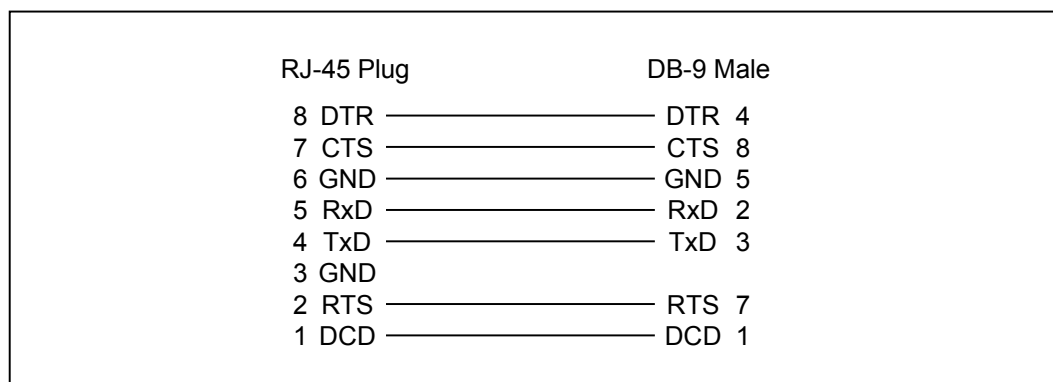 RJ-45 Plug DB-9 Male
8 DTR DTR 4
7 CTS CTS 8
6 GND GND 5
5 RxD RxD 2
4 TxD TxD 3
3 GND
2 RTS RTS 7
1 DCD DCD 1